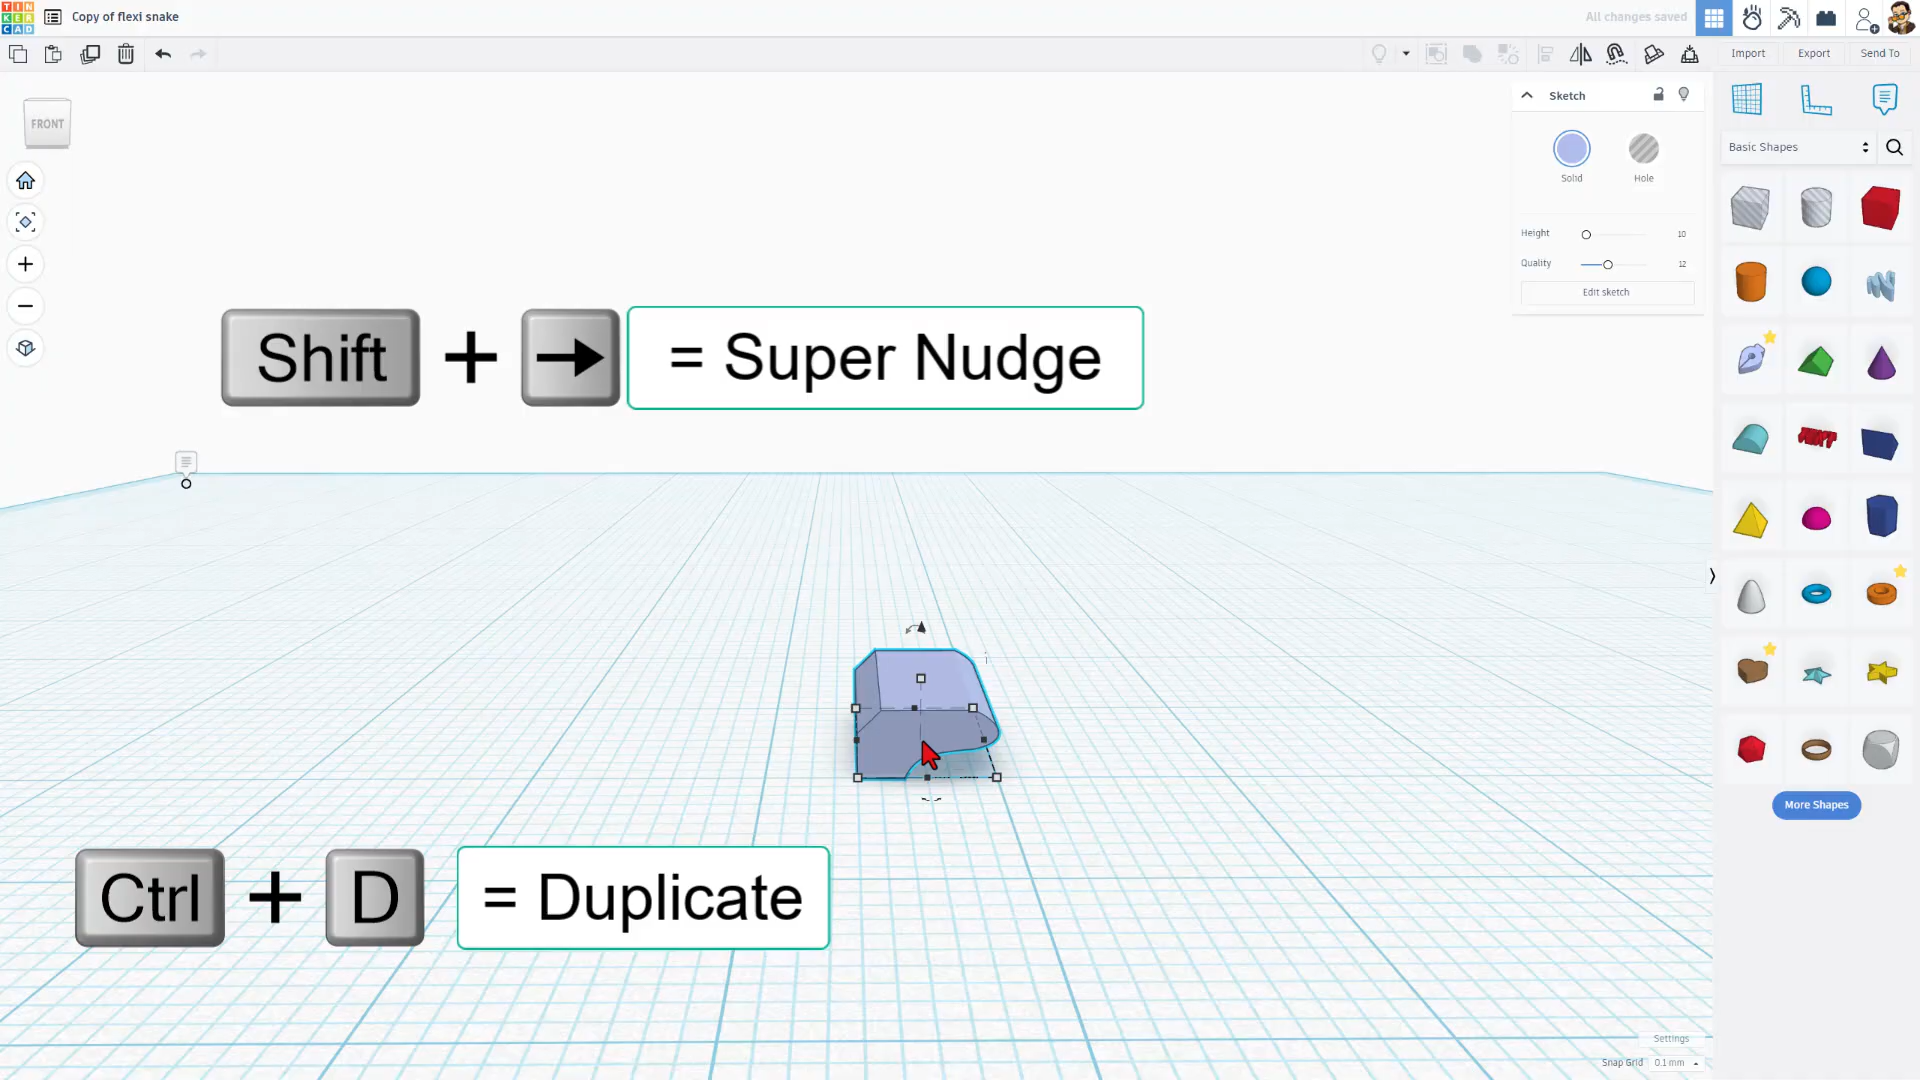 TIN
KER
CAD
Copy of flexi snake
All changes saved
Import
Export
Send To
FRONT
Sketch
Solid
Hole
Height
10
Quality
12
Edit sketch
Basic Shapes
Shift + → = Super Nudge
Ctrl + D = Duplicate
More Shapes
Settings
Snap Grid
0.1 mm